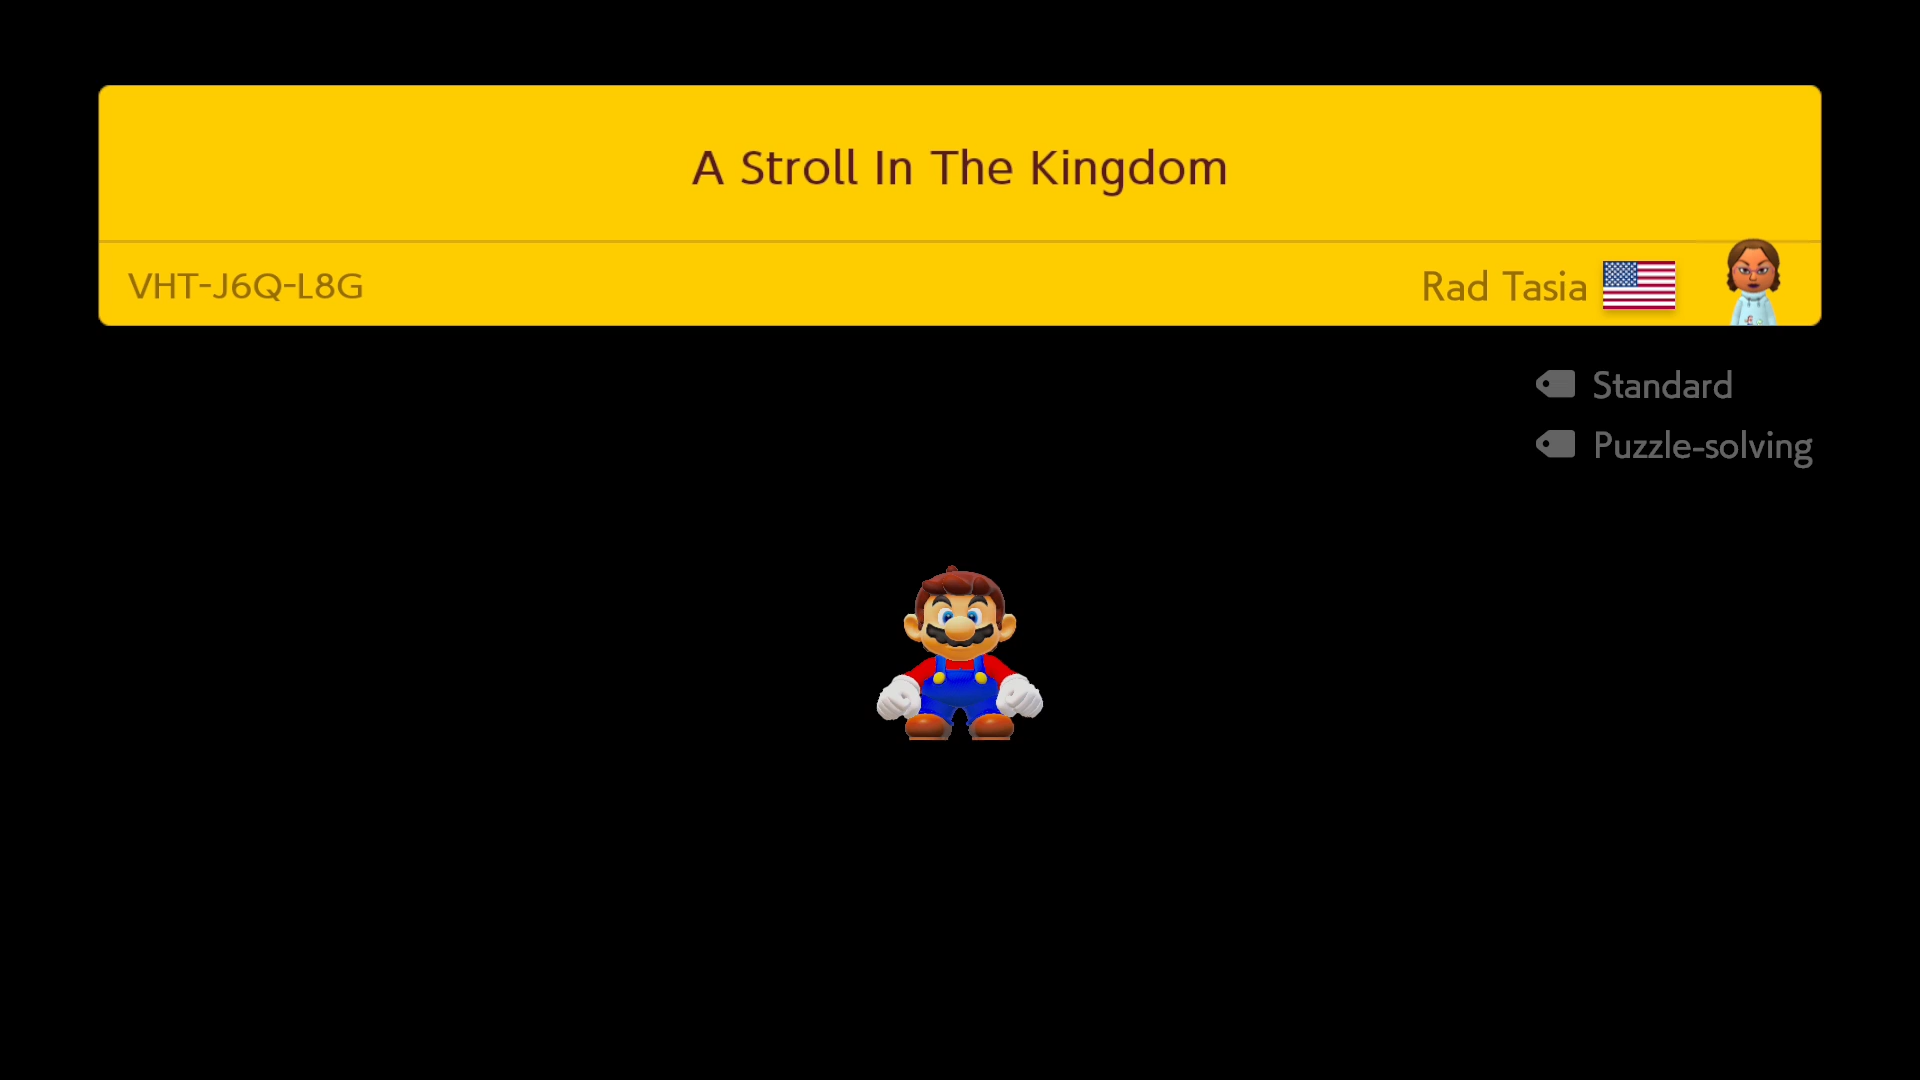 A Stroll In The Kingdom
VHT-J6Q-L8G
Rad Tasia
Standard
Puzzle-solving